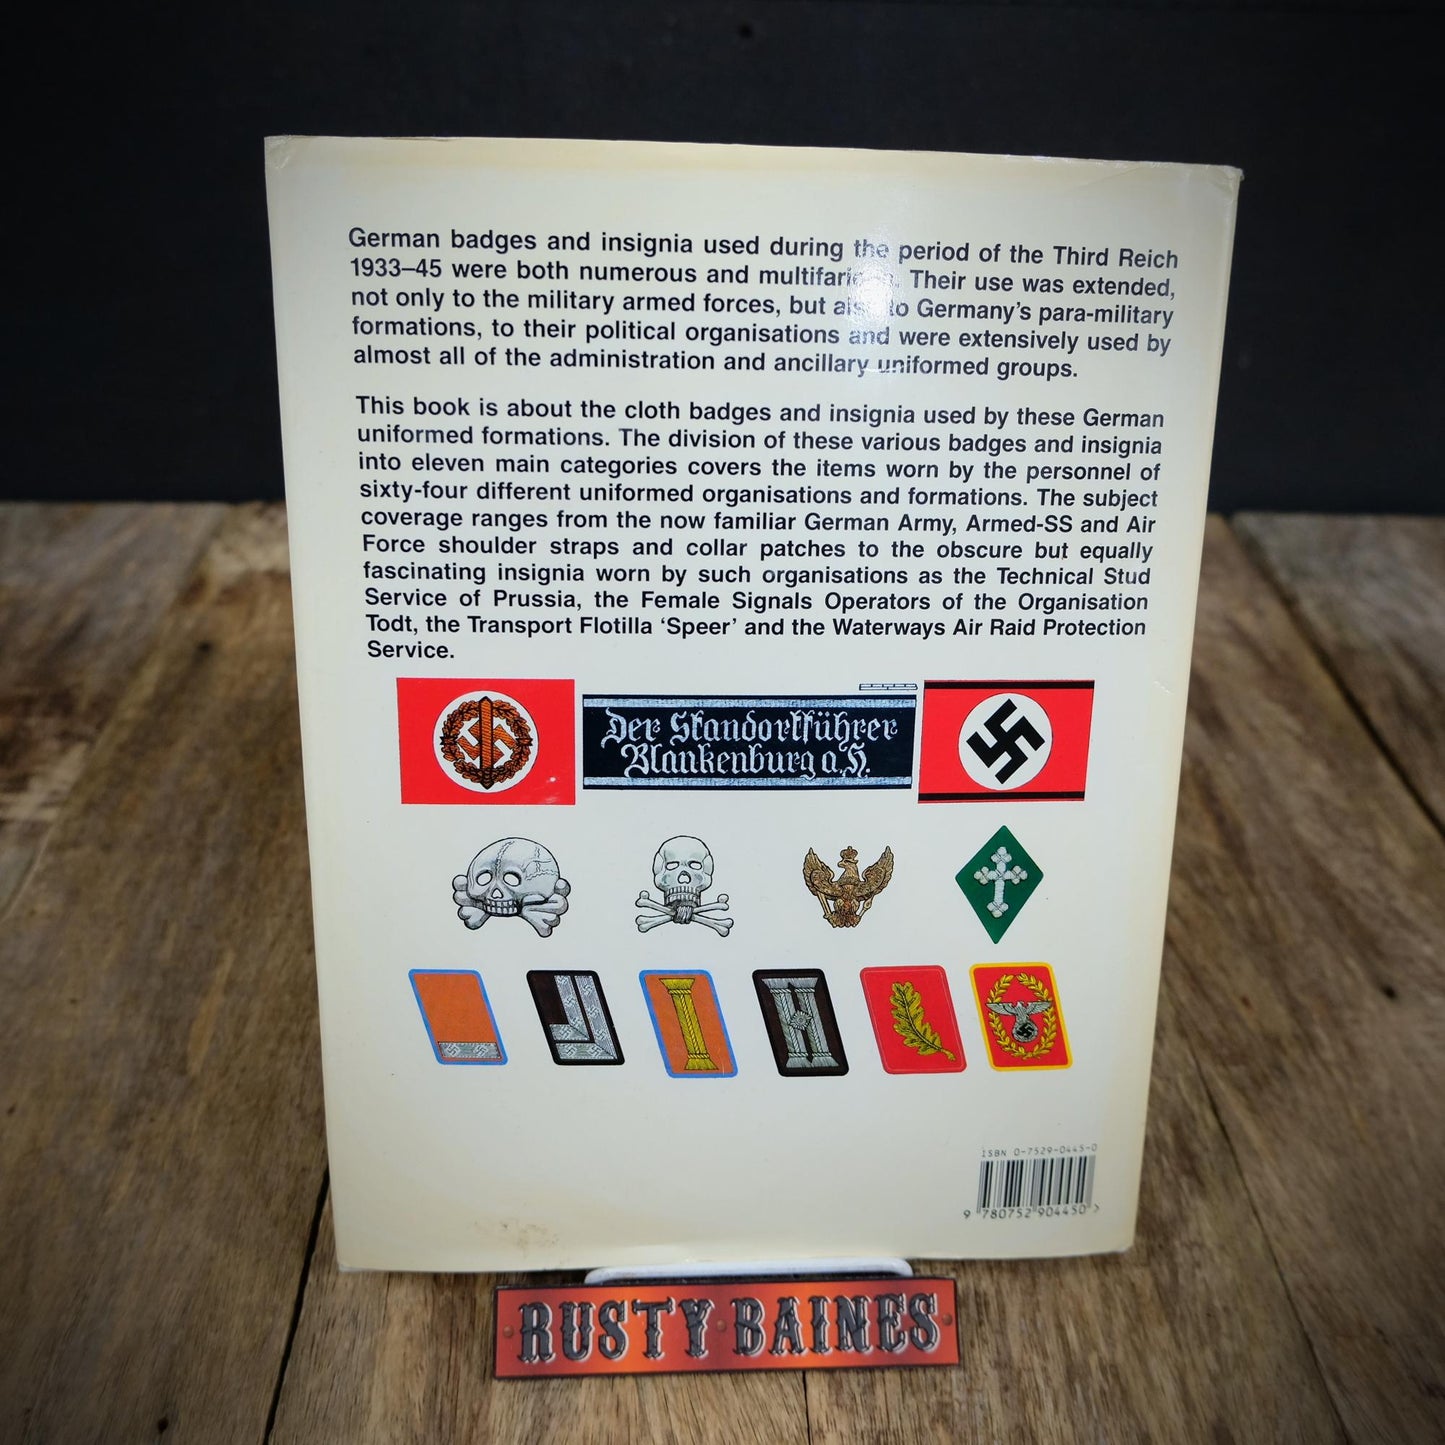 German badges and insignia used during the period of the Third Reich
1933–45 were both numerous and multifari Their use was extended,
not only to the military armed forces, but also to Germany's para-military
formations, to their political organisations and were extensively used by
almost all of the administration and ancillary uniformed groups.
This book is about the cloth badges and insignia used by these German
uniformed formations. The division of these various badges and insignia
into eleven main categories covers the items worn by the personnel of
sixty-four different uniformed organisations and formations. The subject
coverage ranges from the now familiar German Army, Armed-SS and Air
Force shoulder straps and collar patches to the obscure but equally
fascinating insignia worn by such organisations as the Technical Stud
Service of Prussia, the Female Signals Operators of the Organisation
Todt, the Transport Flotilla 'Speer' and the Waterways Air Raid Protection
Service.
Der Standortführer
Blankenburg a.H.
ISBN 0-7529-0445-0
9 780752 904450 >
RUSTY BAINES